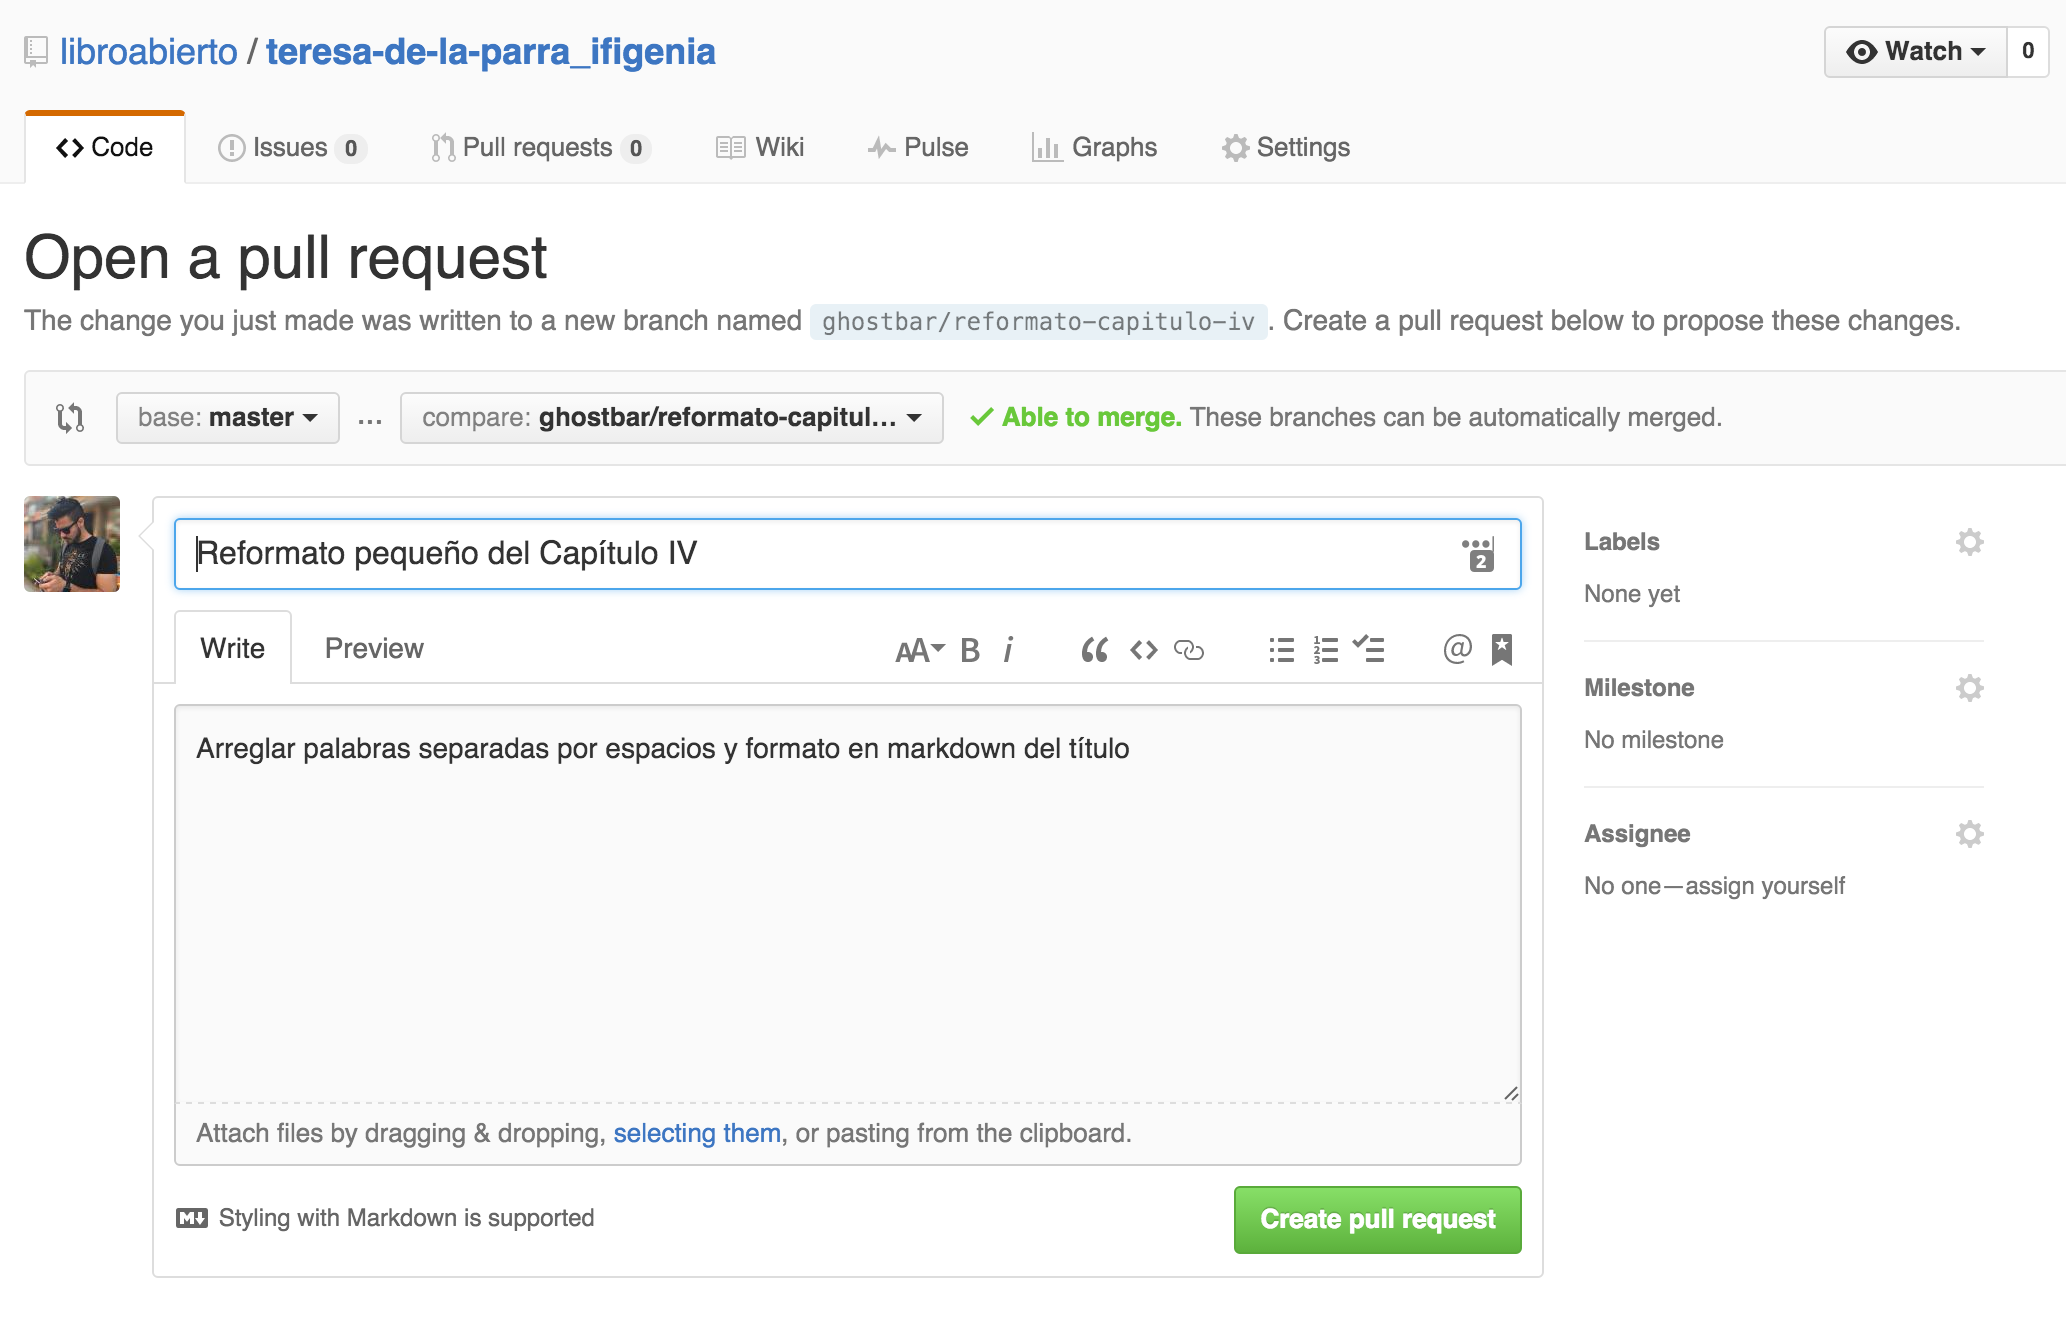 libroabierto / teresa-de-la-parra_ifigenia
Watch 0
Code Issues 0 Pull requests 0 Wiki Pulse Graphs Settings
Open a pull request
The change you just made was written to a new branch named ghostbar/reformato-capitulo-iv . Create a pull request below to propose these changes.
base: master ... compare: ghostbar/reformato-capitul... Able to merge. These branches can be automatically merged.
Reformato pequeño del Capítulo IV 2
Write Preview AA B i “ <> 1 2 3 @
Arreglar palabras separadas por espacios y formato en markdown del título
Attach files by dragging & dropping, selecting them, or pasting from the clipboard.
M Styling with Markdown is supported
Create pull request
Labels
None yet
Milestone
No milestone
Assignee
No one—assign yourself